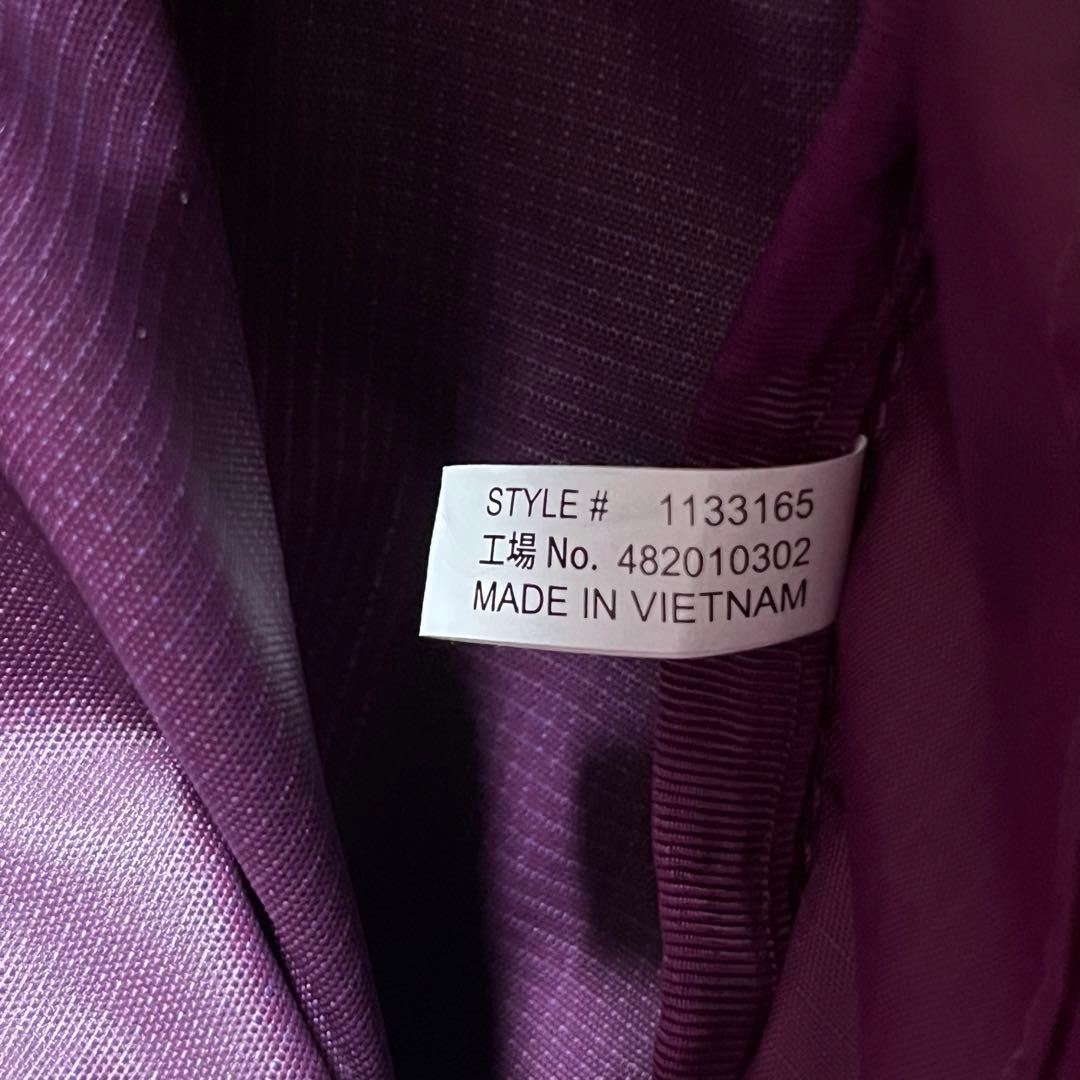 STYLE # 1133165
工場 No. 482010302
MADE IN VIETNAM